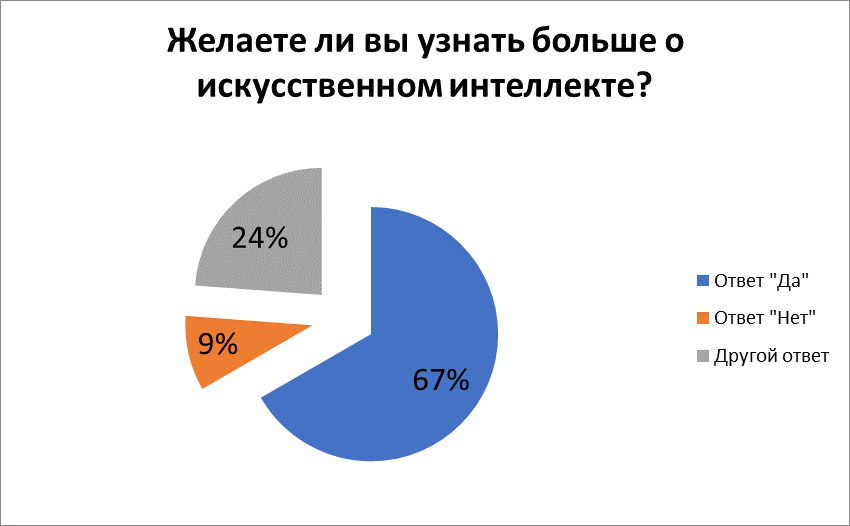 Желаете ли вы узнать больше о
искусственном интеллекте?
24%
9%
67%
Ответ "Да"
Ответ "Нет"
Другой ответ